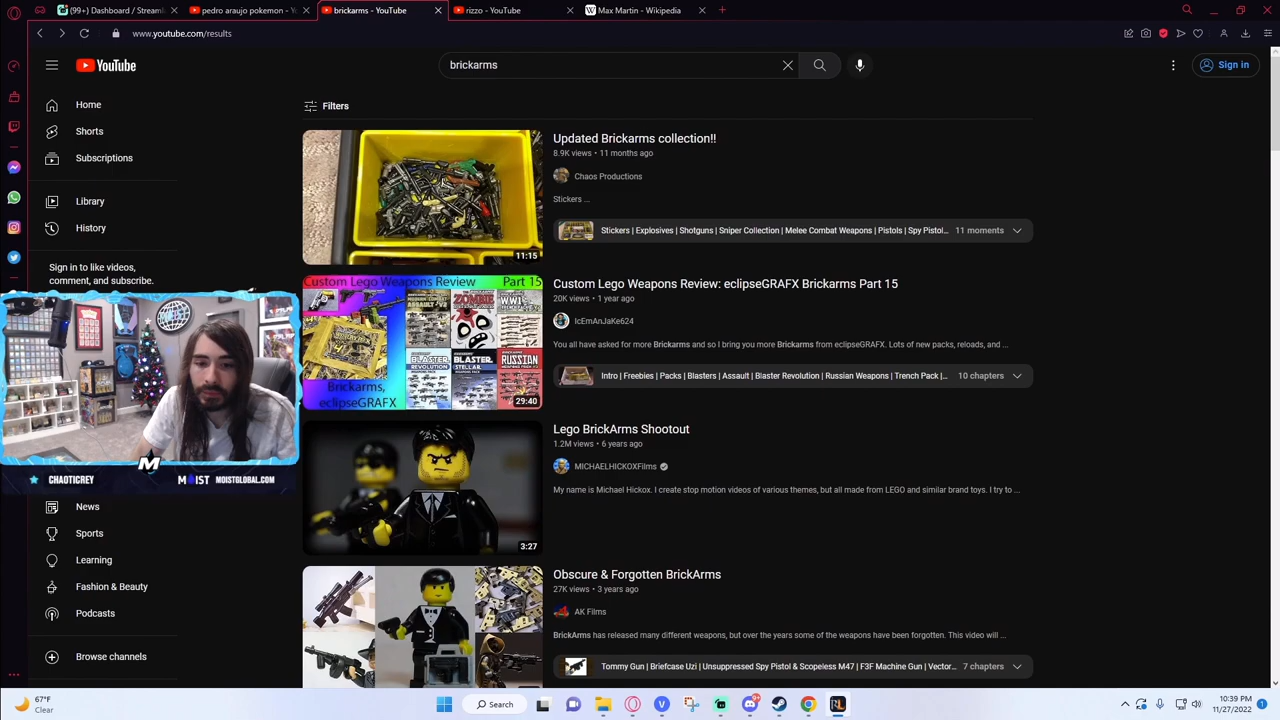 (99+) Dashboard / Streaml
pedro araujo pokemon - Yo
brickarms - YouTube
rizzo - YouTube
Max Martin - Wikipedia
www.youtube.com/results
YouTube
brickarms
Sign in
Home
Shorts
Subscriptions
Library
History
Sign in to like videos,
comment, and subscribe.
News
Sports
Learning
Fashion & Beauty
Podcasts
Browse channels
Filters
11:15
Updated Brickarms collection!!
8.9K views • 11 months ago
Chaos Productions
Stickers ...
Stickers | Explosives | Shotguns | Sniper Collection | Melee Combat Weapons | Pistols | Spy Pistol...
11 moments
Custom Lego Weapons Review
Part 15
Brickarms,
eclipseGRAFX
29:40
Custom Lego Weapons Review: eclipseGRAFX Brickarms Part 15
20K views • 1 year ago
IcEmAnJaKe624
You all have asked for more Brickarms and so I bring you more Brickarms from eclipseGRAFX. Lots of new packs, reloads, and ...
Intro | Freebies | Packs | Blasters | Assault | Blaster Revolution | Russian Weapons | Trench Pack |...
10 chapters
3:27
Lego BrickArms Shootout
1.2M views • 6 years ago
MICHAELHICKOXFilms
My name is Michael Hickox. I create stop motion videos of various themes, but all made from LEGO and similar brand toys. I try to ...
Obscure & Forgotten BrickArms
27K views • 3 years ago
AK Films
BrickArms has released many different weapons, but over the years some of the weapons have been forgotten. This video will ...
Tommy Gun | Briefcase Uzi | Unsuppressed Spy Pistol & Scopeless M47 | F3F Machine Gun | Vector...
7 chapters
M
CHAOTICREY
MOIST
MOISTGLOBAL.COM
67°F
Clear
Search
10:39 PM
11/27/2022